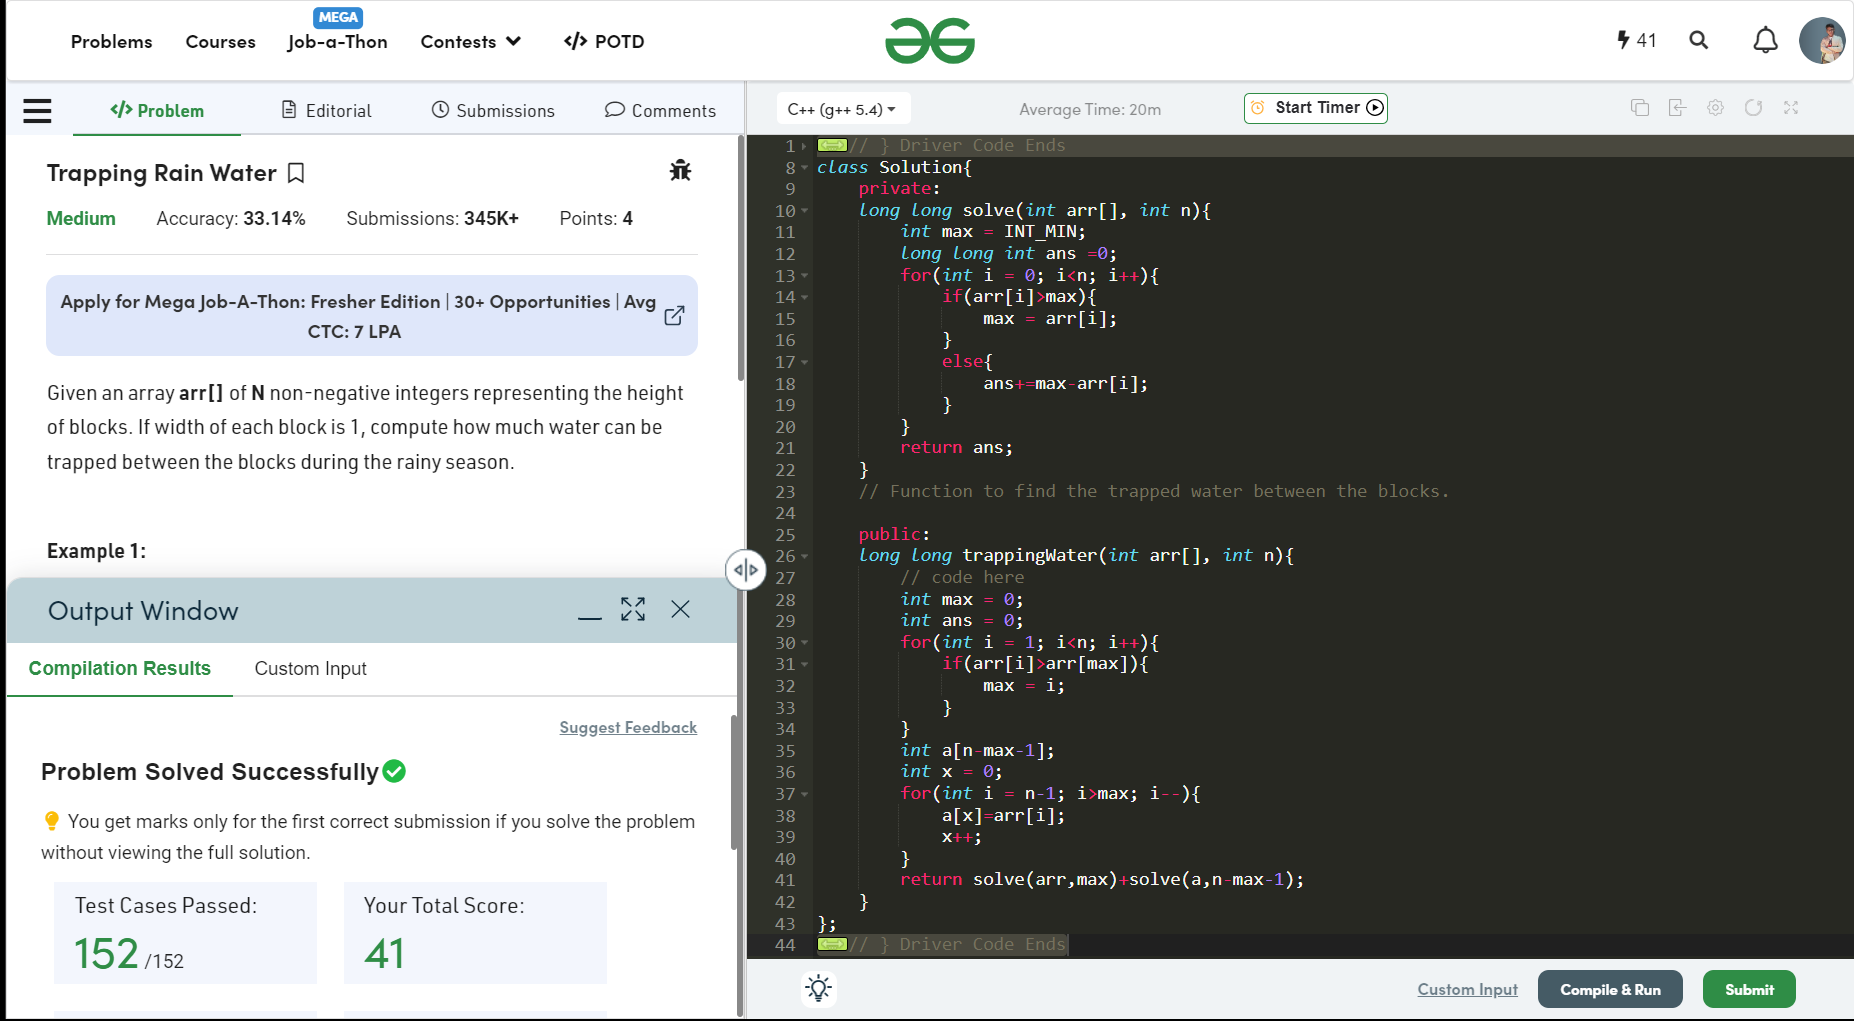 MEGA
Problems Courses Job-a-Thon Contests </> POTD
41
</> Problem Editorial Submissions Comments
Trapping Rain Water
Medium Accuracy: 33.14% Submissions: 345K+ Points: 4
Apply for Mega Job-A-Thon: Fresher Edition | 30+ Opportunities | Avg
CTC: 7 LPA
Given an array arr[] of N non-negative integers representing the height
of blocks. If width of each block is 1, compute how much water can be
trapped between the blocks during the rainy season.
Example 1:
Output Window
Compilation Results Custom Input
Suggest Feedback
Problem Solved Successfully
You get marks only for the first correct submission if you solve the problem
without viewing the full solution.
Test Cases Passed: Your Total Score:
152 /152 41
C++ (g++ 5.4) Average Time: 20m Start Timer
1 // } Driver Code Ends
8 class Solution{
9     private:
10     long long solve(int arr[], int n){
11         int max = INT_MIN;
12         long long int ans =0;
13         for(int i = 0; i<n; i++){
14             if(arr[i]>max){
15                 max = arr[i];
16             }
17             else{
18                 ans+=max-arr[i];
19             }
20         }
21         return ans;
22     }
23     // Function to find the trapped water between the blocks.
24
25     public:
26     long long trappingWater(int arr[], int n){
27         // code here
28         int max = 0;
29         int ans = 0;
30         for(int i = 1; i<n; i++){
31             if(arr[i]>arr[max]){
32                 max = i;
33             }
34         }
35         int a[n-max-1];
36         int x = 0;
37         for(int i = n-1; i>max; i--){
38             a[x]=arr[i];
39             x++;
40         }
41         return solve(arr,max)+solve(a,n-max-1);
42     }
43 };
44 // } Driver Code Ends
Custom Input Compile & Run Submit